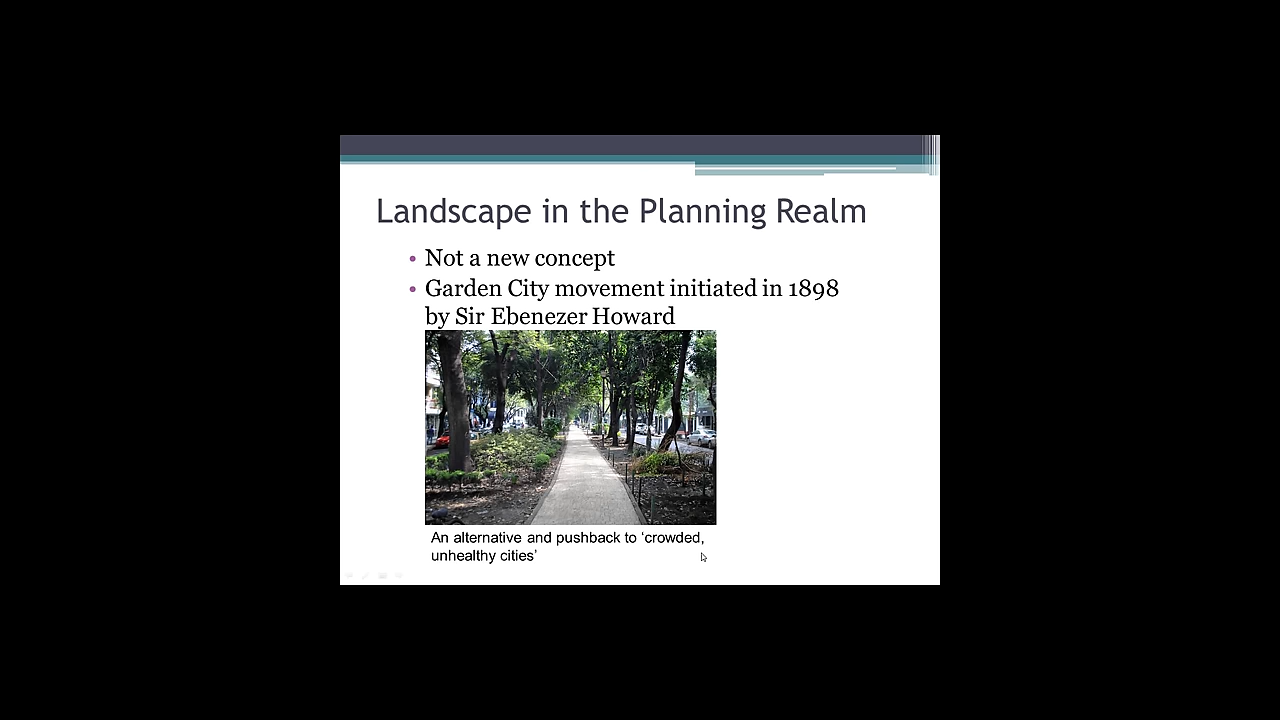 Landscape in the Planning Realm
• Not a new concept
• Garden City movement initiated in 1898
by Sir Ebenezer Howard
An alternative and pushback to ‘crowded,
unhealthy cities’